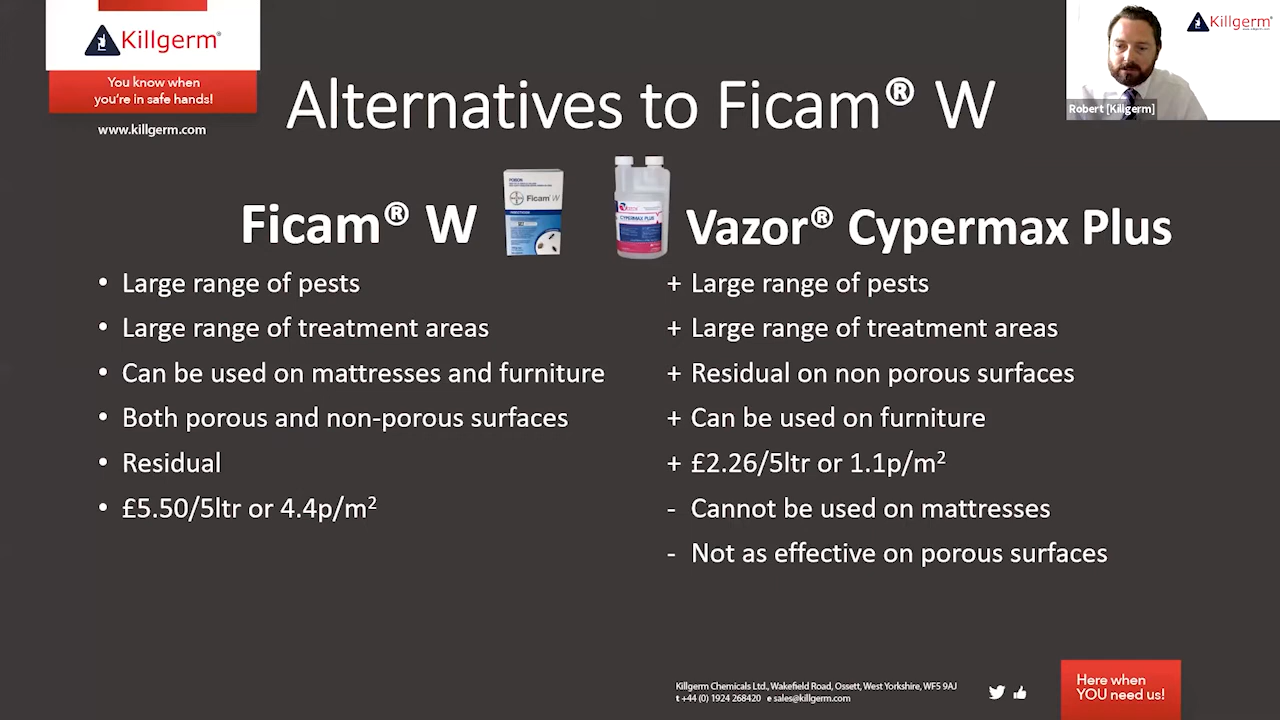 Killgerm®
You know when
you're in safe hands!
www.killgerm.com
Alternatives to Ficam® W
Killgerm®
Robert [Killgerm]
Ficam® W
POISON
Ficam W
CYPERMAX PLUS
Vazor® Cypermax Plus
• Large range of pests
• Large range of treatment areas
• Can be used on mattresses and furniture
• Both porous and non-porous surfaces
• Residual
• £5.50/5ltr or 4.4p/m²
+ Large range of pests
+ Large range of treatment areas
+ Residual on non porous surfaces
+ Can be used on furniture
+ £2.26/5ltr or 1.1p/m²
- Cannot be used on mattresses
- Not as effective on porous surfaces
Killgerm Chemicals Ltd., Wakefield Road, Ossett, West Yorkshire, WF5 9AJ
t +44 (0) 1924 268420 e sales@killgerm.com
Here when
YOU need us!